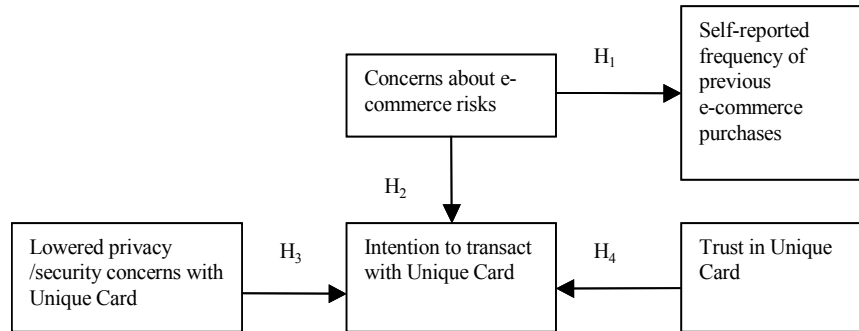 Self-reported
frequency of
previous
e-commerce
purchases
H₁
Concerns about e-
commerce risks
H₂
Lowered privacy
/security concerns with
Unique Card
H₃
Intention to transact
with Unique Card
H₄
Trust in Unique
Card